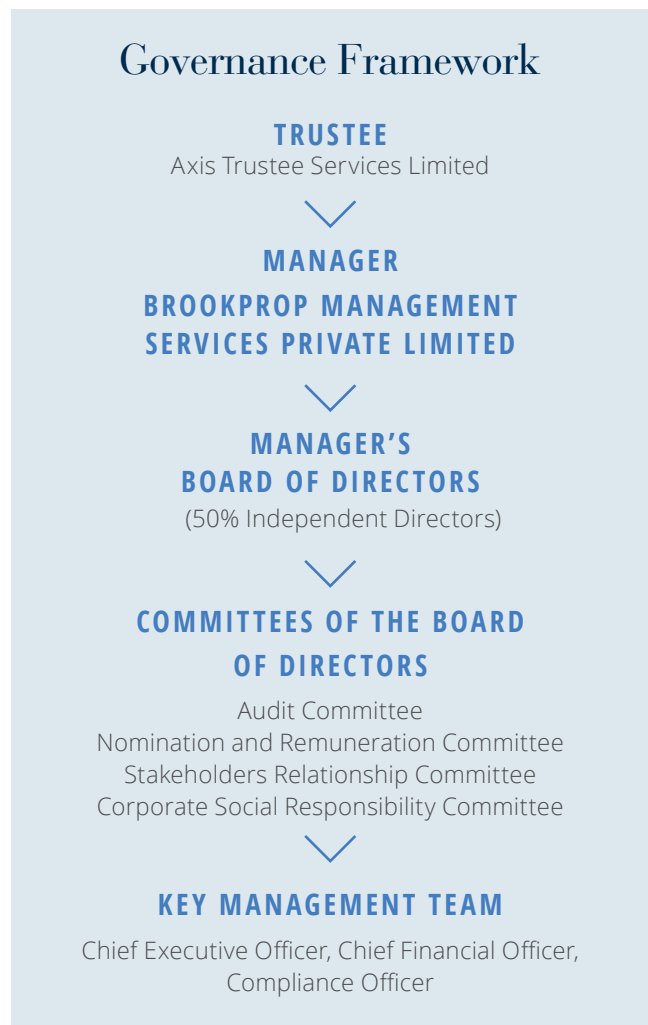 Governance Framework
TRUSTEE
Axis Trustee Services Limited
MANAGER
BROOKPROP MANAGEMENT
SERVICES PRIVATE LIMITED
MANAGER’S
BOARD OF DIRECTORS
(50% Independent Directors)
COMMITTEES OF THE BOARD
OF DIRECTORS
Audit Committee
Nomination and Remuneration Committee
Stakeholders Relationship Committee
Corporate Social Responsibility Committee
KEY MANAGEMENT TEAM
Chief Executive Officer, Chief Financial Officer,
Compliance Officer